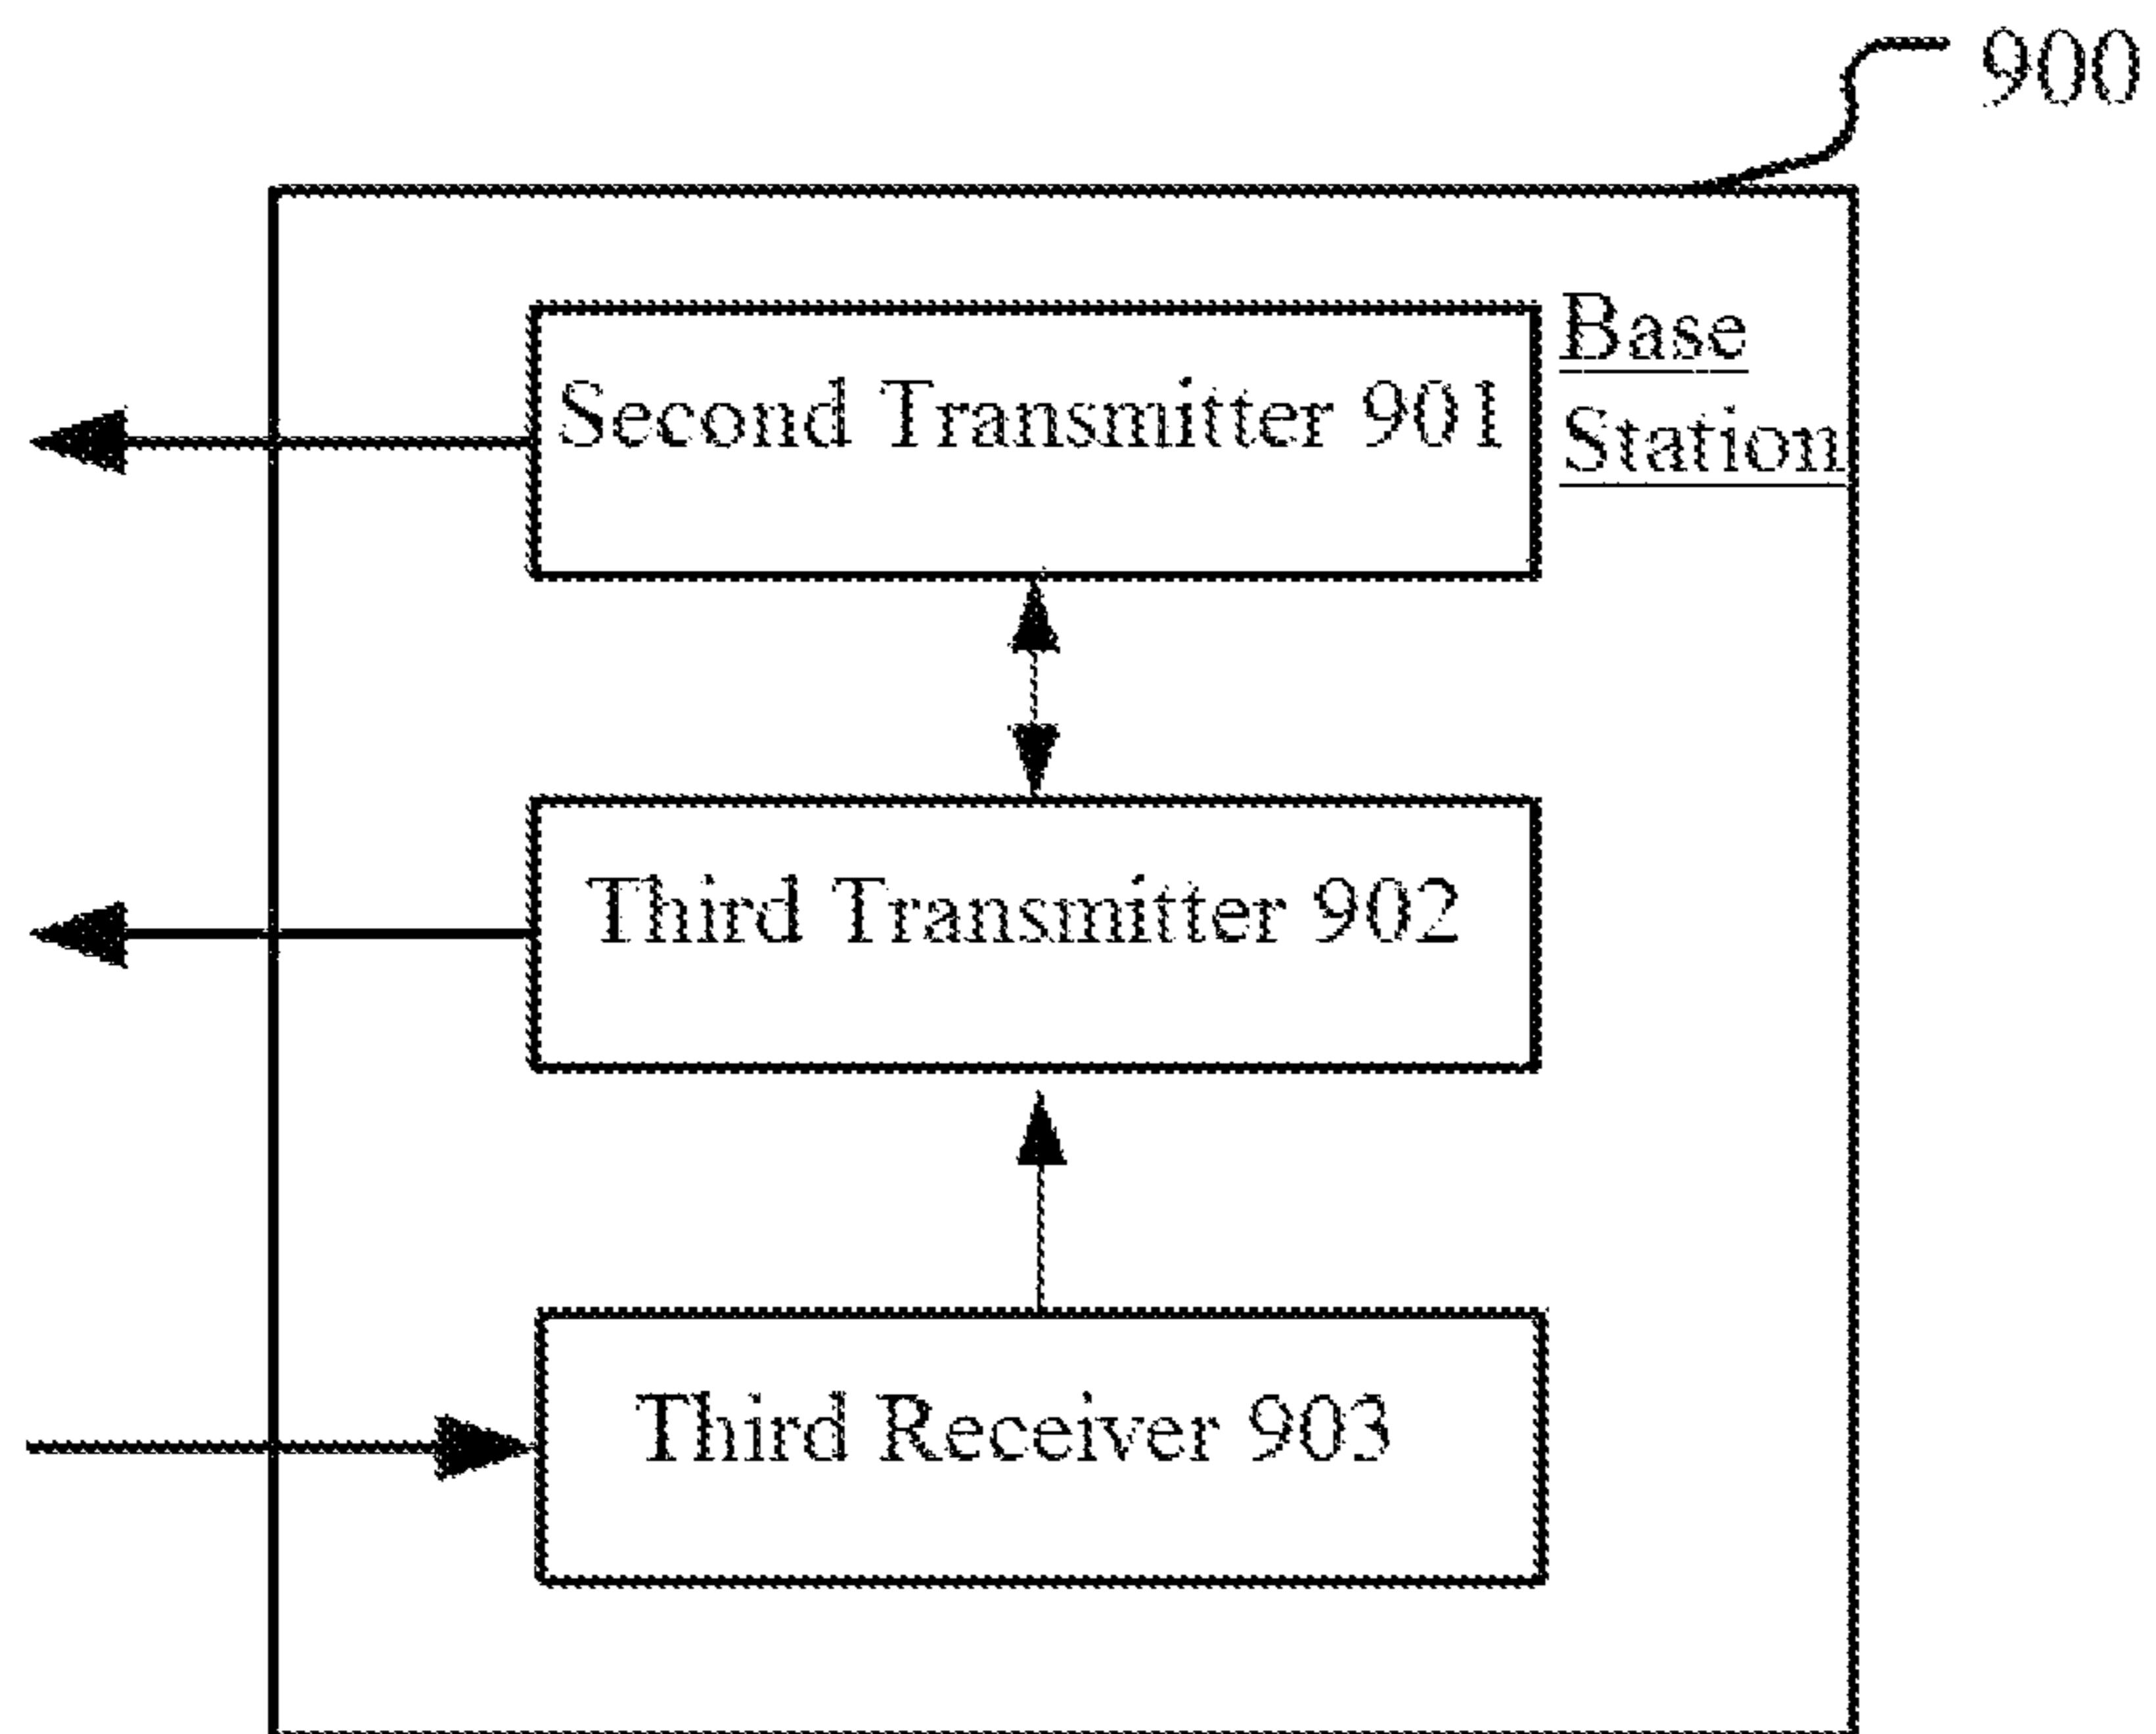 900
Base
Station
Second Transmitter 901
Third Transmitter 902
Third Receiver 903